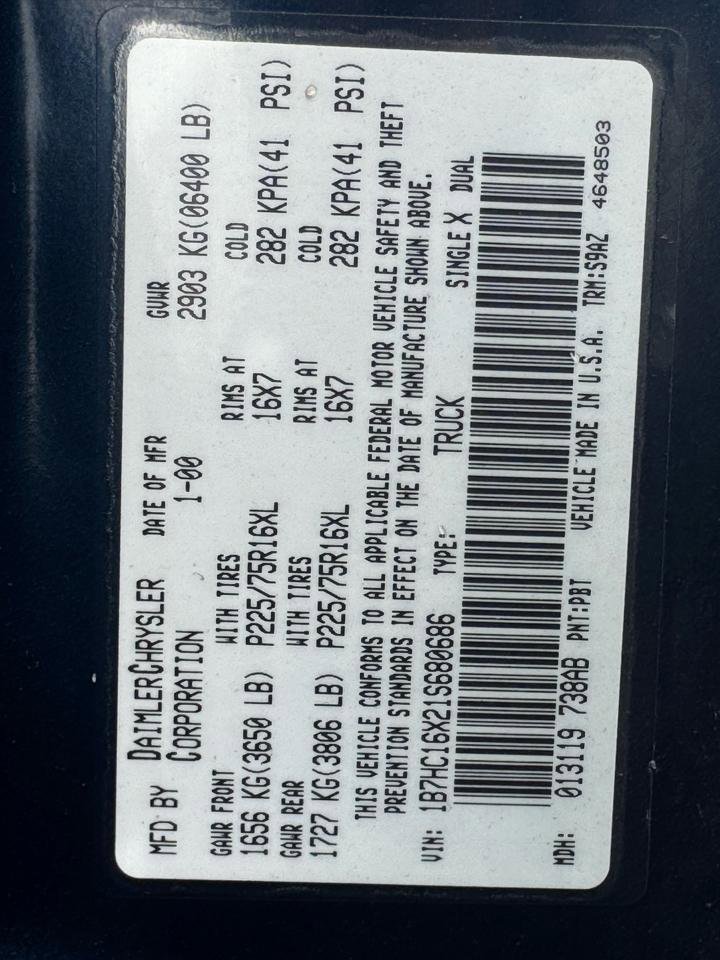 MFD BY DAIMLERCHRYSLER CORPORATION DATE OF MFR 1-00 GVWR 2903 KG(06400 LB)
GAWR FRONT WITH TIRES RIMS AT COLD
1656 KG(3650 LB) P225/75R16XL 16X7 282 KPA(41 PSI)
GAWR REAR WITH TIRES RIMS AT COLD
1727 KG(3806 LB) P225/75R16XL 16X7 282 KPA(41 PSI)
THIS VEHICLE CONFORMS TO ALL APPLICABLE FEDERAL MOTOR VEHICLE SAFETY AND THEFT
PREVENTION STANDARDS IN EFFECT ON THE DATE OF MANUFACTURE SHOWN ABOVE.
VIN: 1B7HC16X21S680686 TYPE: TRUCK SINGLE X DUAL
MDH: 013119 738AB PNT:PBT VEHICLE MADE IN U.S.A. TRM:S9AZ 4648503